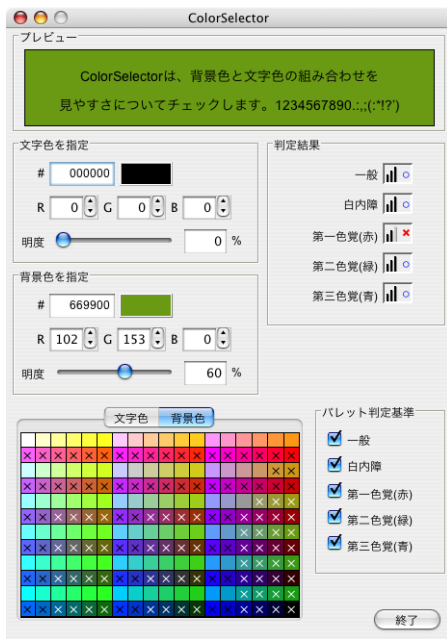 ColorSelector
プレビュー
ColorSelectorは、背景色と文字色の組み合わせを
見やすさについてチェックします。1234567890.:,;(:*!?')
文字色を指定
# 000000
R 0 G 0 B 0
明度 0 %
背景色を指定
# 669900
R 102 G 153 B 0
明度 60 %
判定結果
一般
白内障
第一色覚(赤)
第二色覚(緑)
第三色覚(青)
文字色 背景色
パレット判定基準
一般
白内障
第一色覚(赤)
第二色覚(緑)
第三色覚(青)
終了